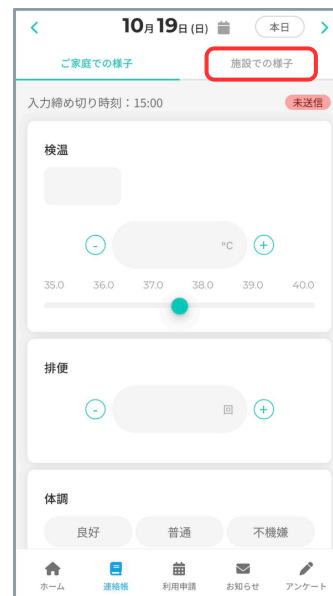 10月19日(日) 本日
ご家庭での様子 施設での様子
入力締め切り時刻：15:00 未送信
検温
°C
- +
35.0 36.0 37.0 38.0 39.0 40.0
排便
- 回 +
体調
良好 普通 不機嫌
ホーム 連絡帳 利用申請 お知らせ アンケート